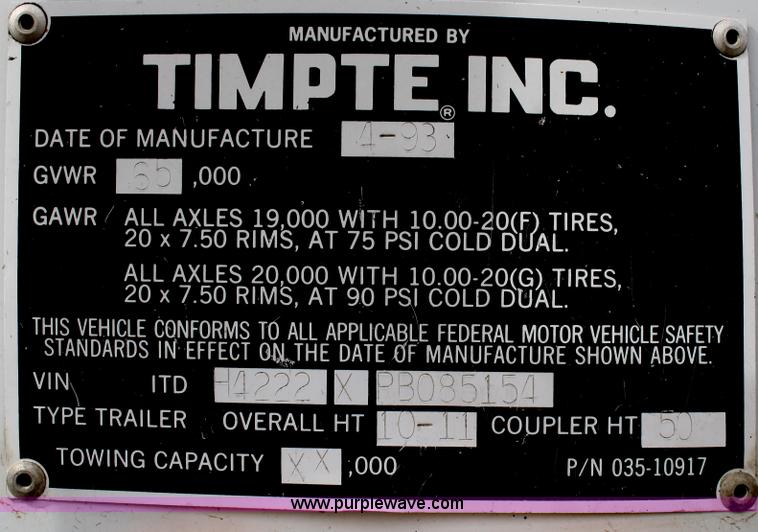 MANUFACTURED BY
TIMPTE® INC.
DATE OF MANUFACTURE 4-93
GVWR 65,000
GAWR ALL AXLES 19,000 WITH 10.00-20(F) TIRES,
20 x 7.50 RIMS, AT 75 PSI COLD DUAL.
ALL AXLES 20,000 WITH 10.00-20(G) TIRES,
20 x 7.50 RIMS, AT 90 PSI COLD DUAL.
THIS VEHICLE CONFORMS TO ALL APPLICABLE FEDERAL MOTOR VEHICLE SAFETY
STANDARDS IN EFFECT ON THE DATE OF MANUFACTURE SHOWN ABOVE.
VIN ITD H4222 X PB085154
TYPE TRAILER OVERALL HT 10-11 COUPLER HT 50
TOWING CAPACITY XX,000 P/N 035-10917
www.purplewave.com